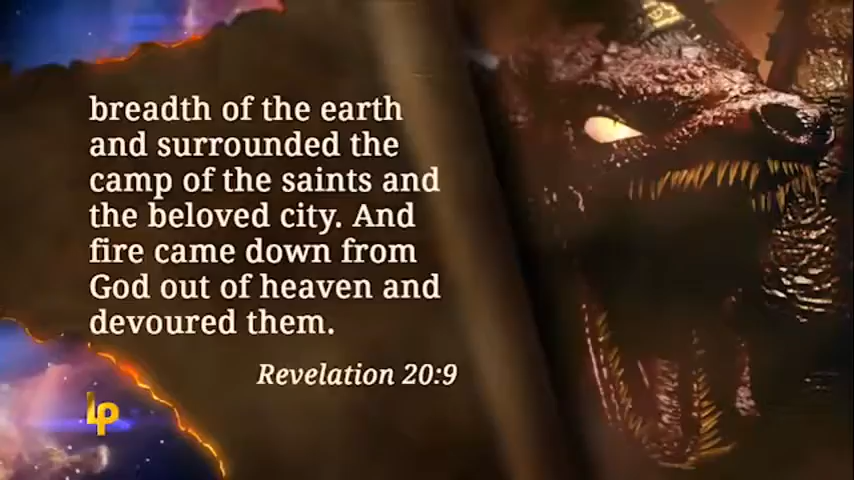 breadth of the earth
and surrounded the
camp of the saints and
the beloved city. And
fire came down from
God out of heaven and
devoured them.
Revelation 20:9
Lp